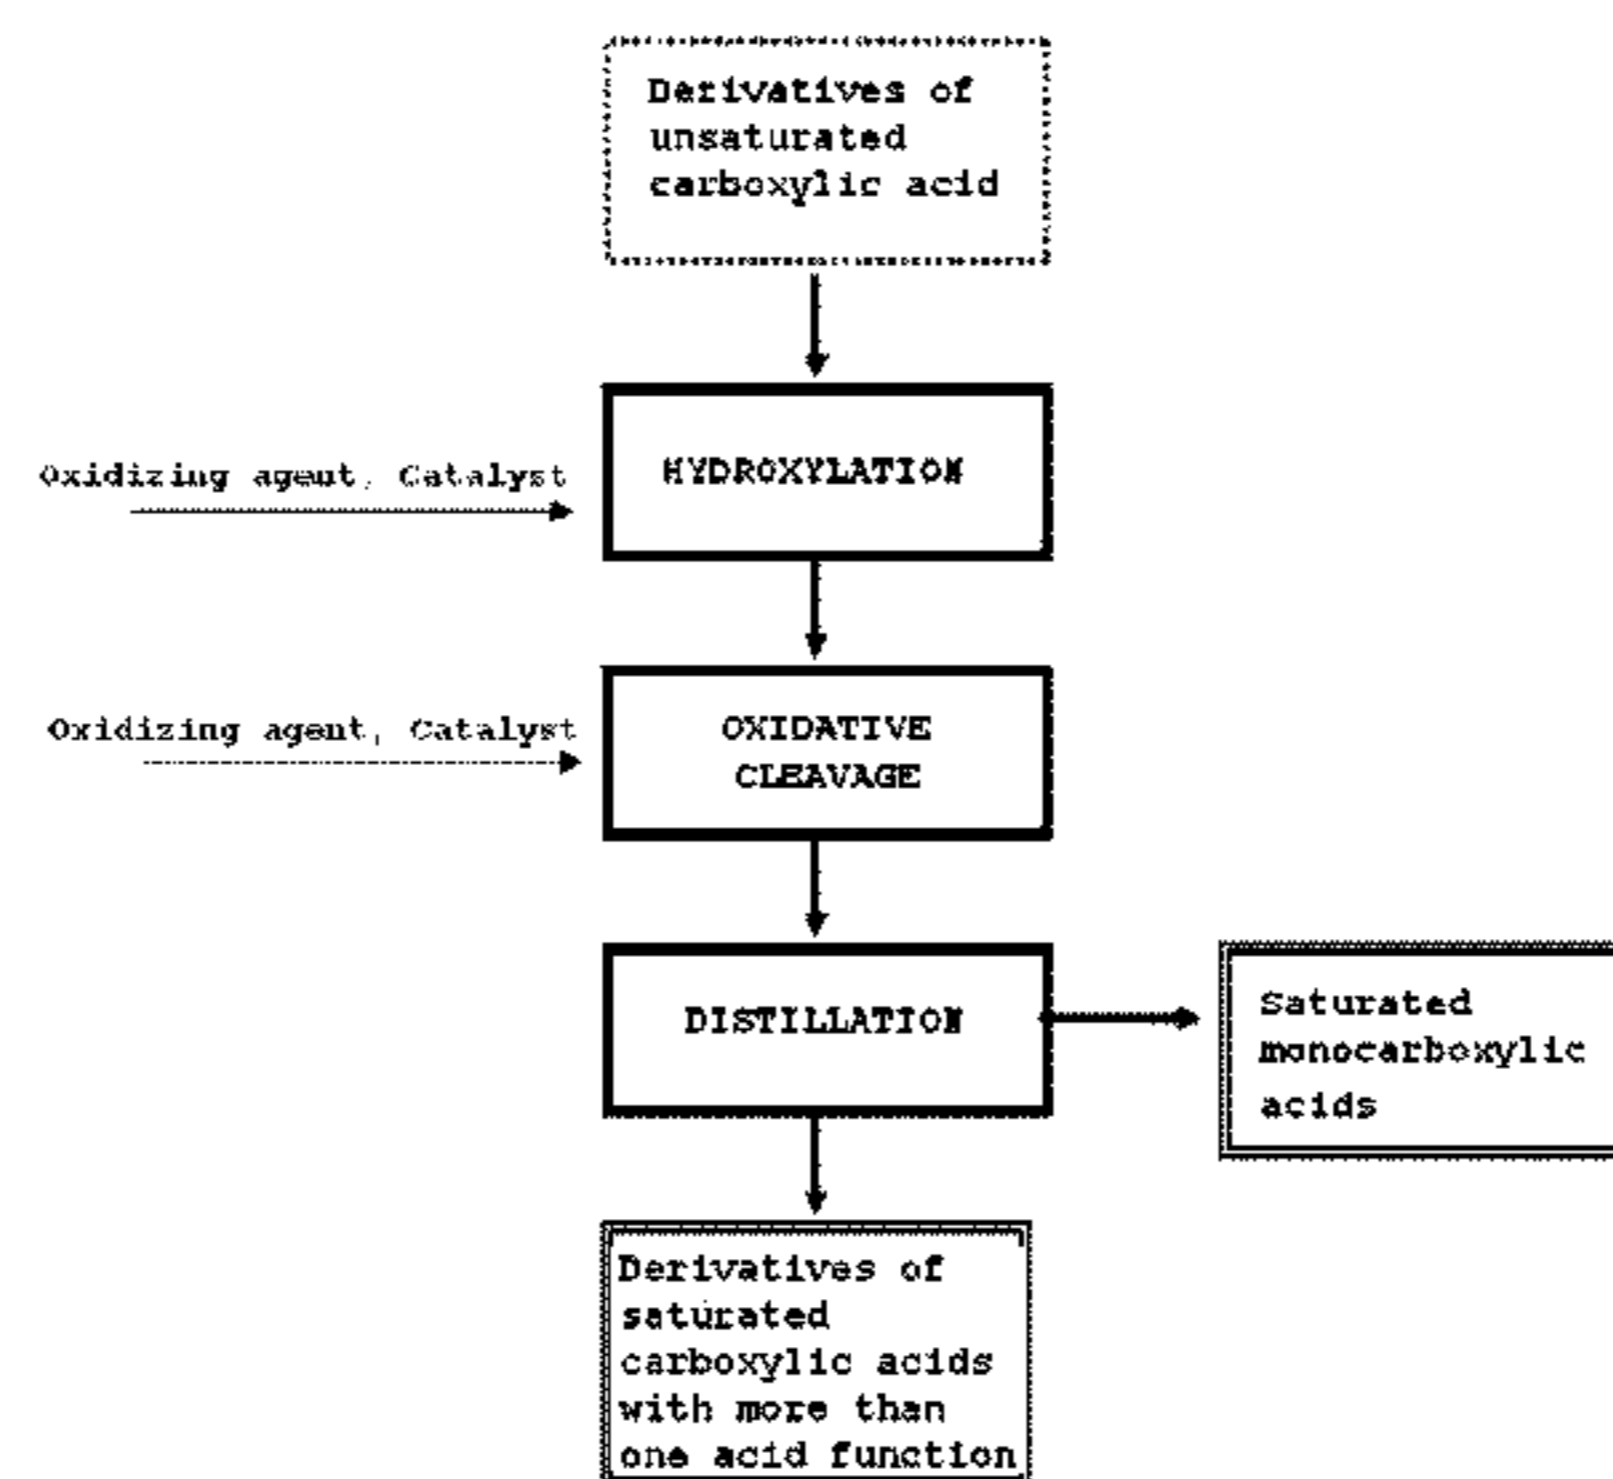 Derivatives of
unsaturated
carboxylic acid
HYDROXYLATION
Oxidizing agent, Catalyst
OXIDATIVE
CLEAVAGE
Oxidizing agent, Catalyst
DISTILLATION
Saturated
monocarboxylic
acids
Derivatives of
saturated
carboxylic acids
with more than
one acid function